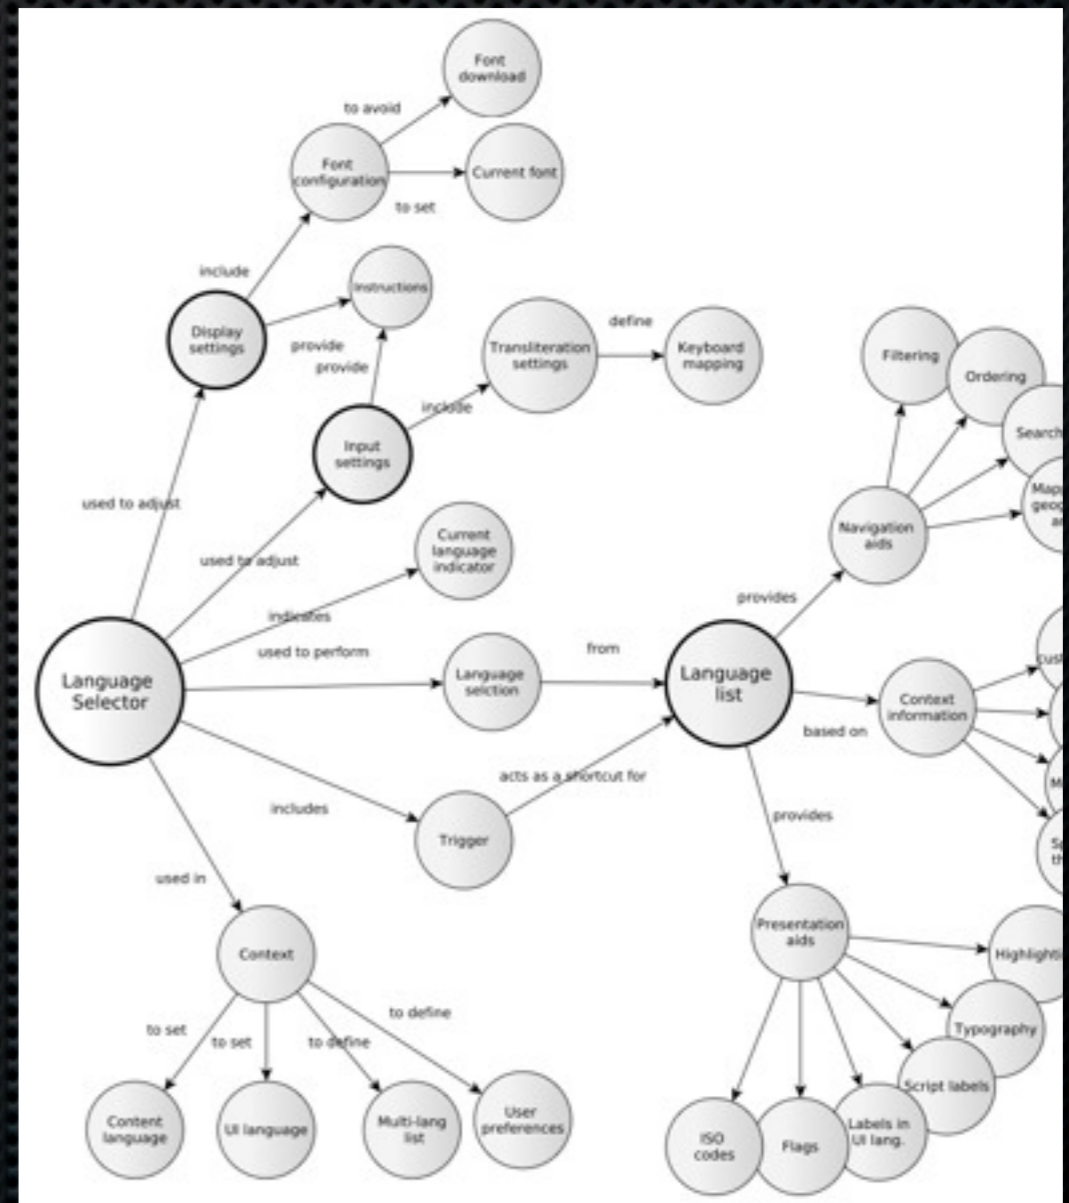 Font
download
to avoid
Font
configuration
Current font
to set
include
Instructions
Display
settings
provide
provide
Transliteration
settings
define
Keyboard
mapping
include
Input
settings
used to adjust
used to adjust
Current
language
indicator
indicates
used to perform
Language
Selector
Language
selction
from
Language
list
acts as a shortcut for
includes
Trigger
used in
Context
to set
to set
to define
to define
Content
language
UI language
Multi-lang
list
User
preferences
Filtering
Ordering
Search
Navigation
aids
provides
Context
information
based on
provides
Presentation
aids
Typography
Script labels
Labels in
UI lang.
Flags
ISO
codes